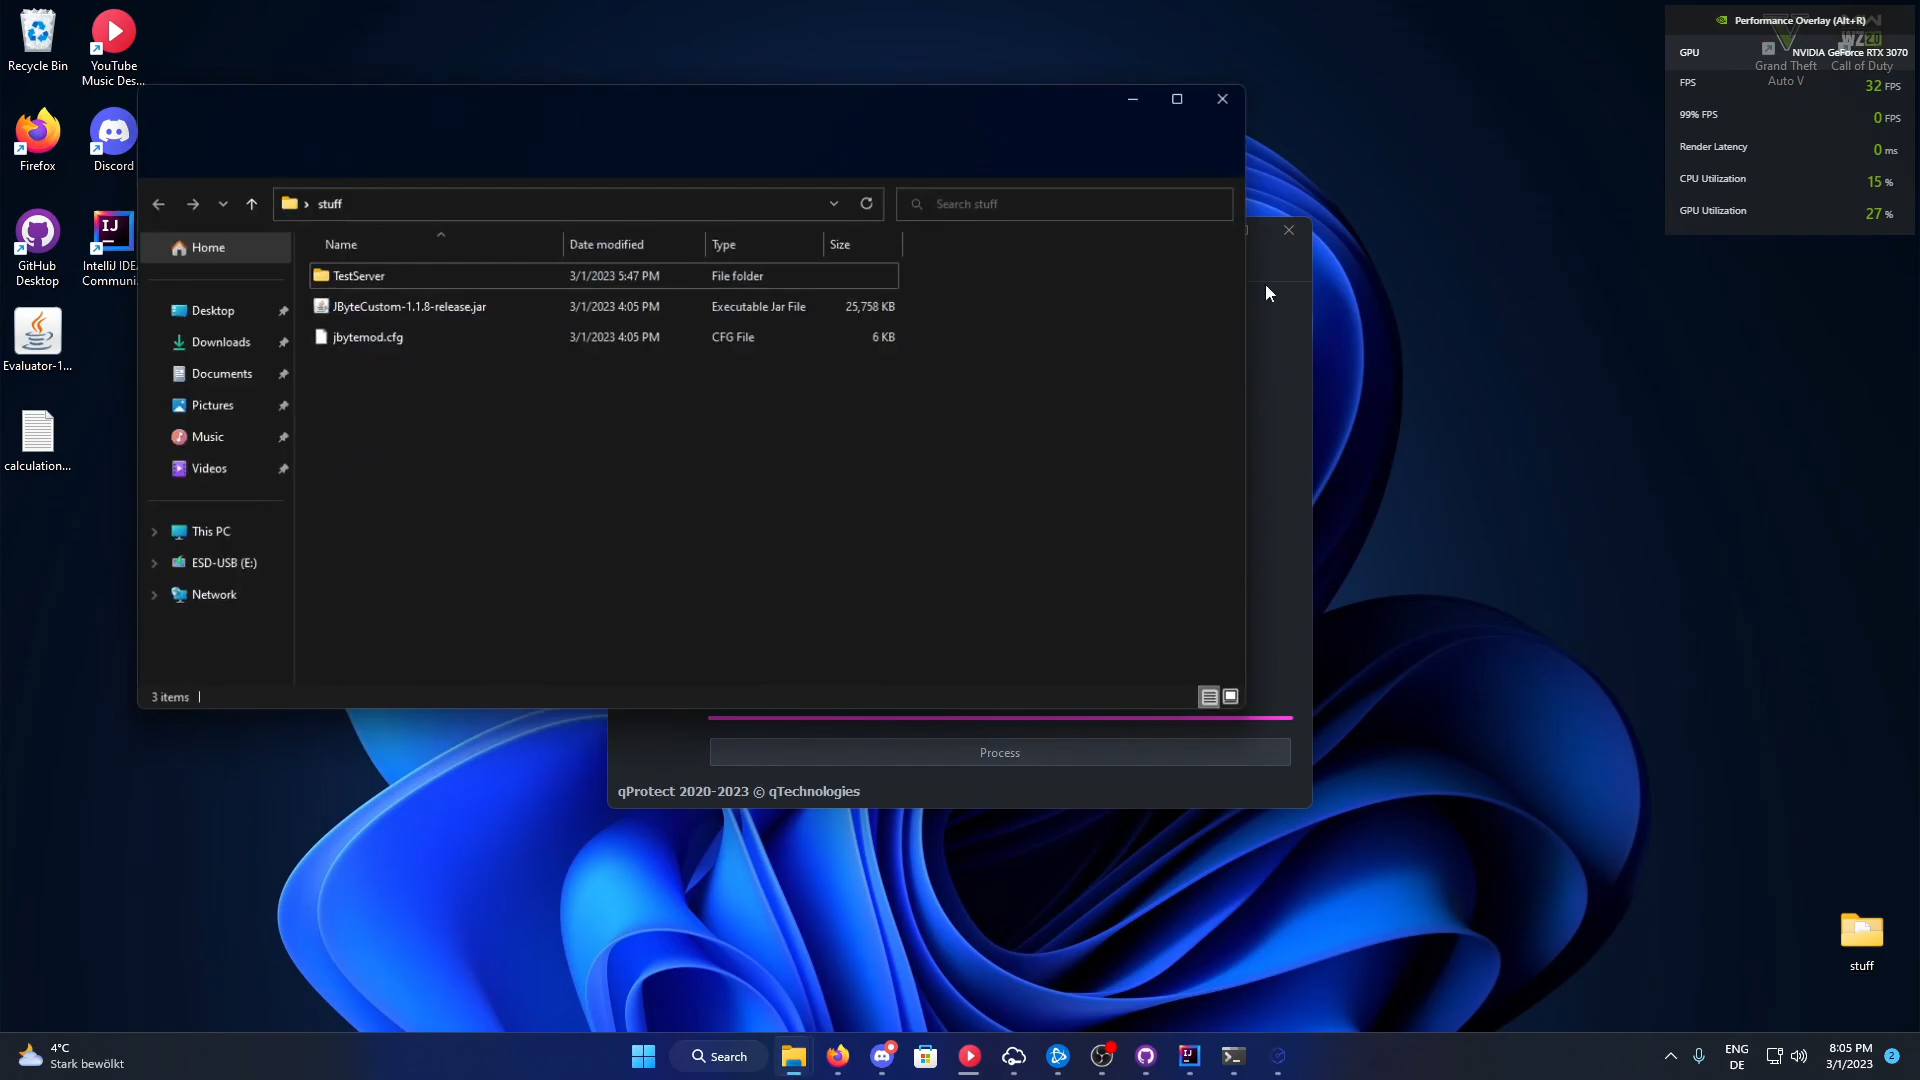 Recycle Bin
YouTube
Music Des...
Firefox
Discord
GitHub
Desktop
IntelliJ IDE
Communi...
Evaluator-1...
calculation...
stuff
Search stuff
Name
Date modified
Type
Size
Home
TestServer
3/1/2023 5:47 PM
File folder
JByteCustom-1.1.8-release.jar
3/1/2023 4:05 PM
Executable Jar File
25,758 KB
jbytemod.cfg
3/1/2023 4:05 PM
CFG File
6 KB
Desktop
Downloads
Documents
Pictures
Music
Videos
This PC
ESD-USB (E:)
Network
3 items
Process
qProtect 2020-2023 © qTechnologies
Performance Overlay (Alt+R)
GPU
NVIDIA GeForce RTX 3070
Grand Theft
Auto V
Call of Duty
FPS
32 FPS
99% FPS
0 FPS
Render Latency
0 ms
CPU Utilization
15 %
GPU Utilization
27 %
stuff
4°C
Stark bewölkt
Search
ENG
DE
8:05 PM
3/1/2023
2